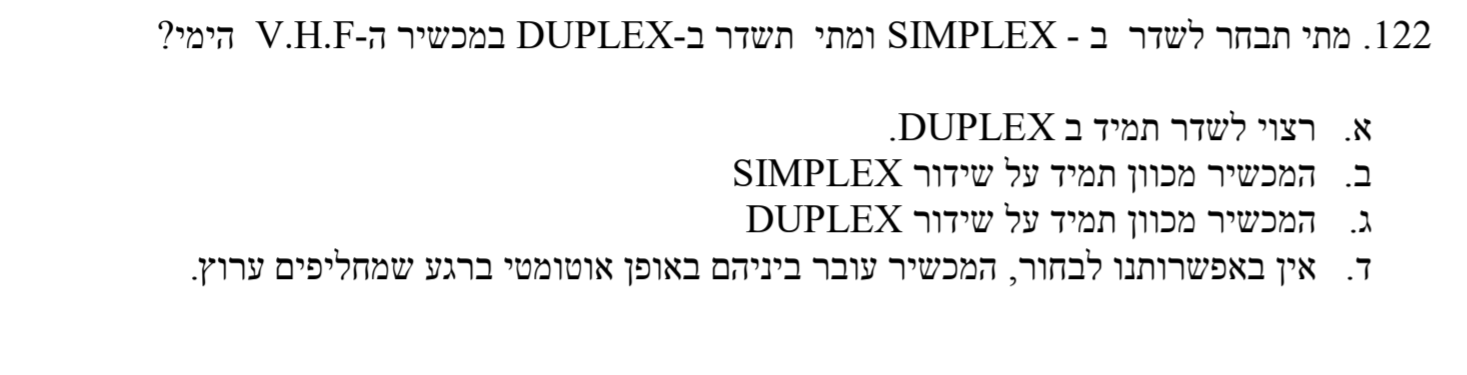 122. מתי תבחר לשדר ב - SIMPLEX ומתי תשדר ב-DUPLEX במכשיר ה-V.H.F הימי?
א. רצוי לשדר תמיד ב DUPLEX.
ב. המכשיר מכוון תמיד על שידור SIMPLEX
ג. המכשיר מכוון תמיד על שידור DUPLEX
ד. אין באפשרותנו לבחור, המכשיר עובר ביניהם באופן אוטומטי ברגע שמחליפים ערוץ.